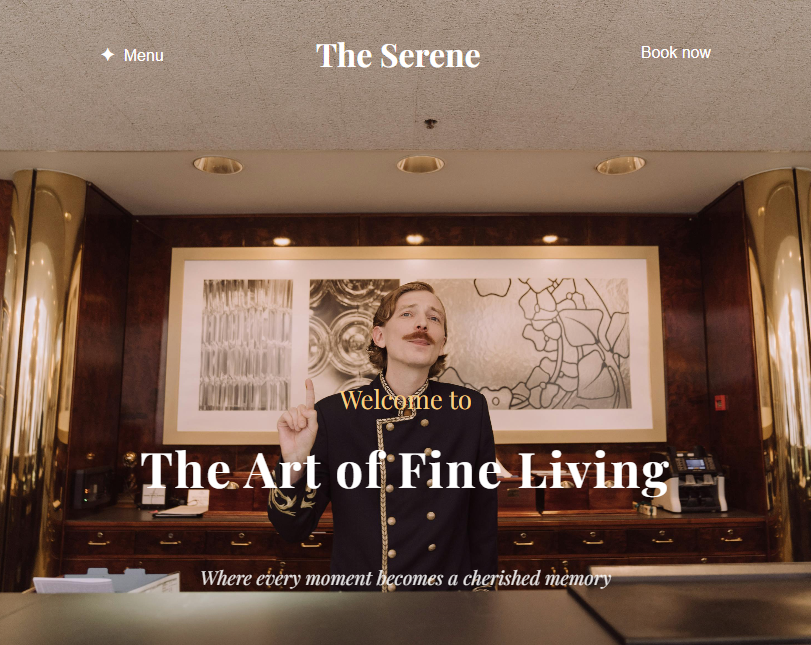 Menu
The Serene
Book now
Welcome to
The Art of Fine Living
Where every moment becomes a cherished memory